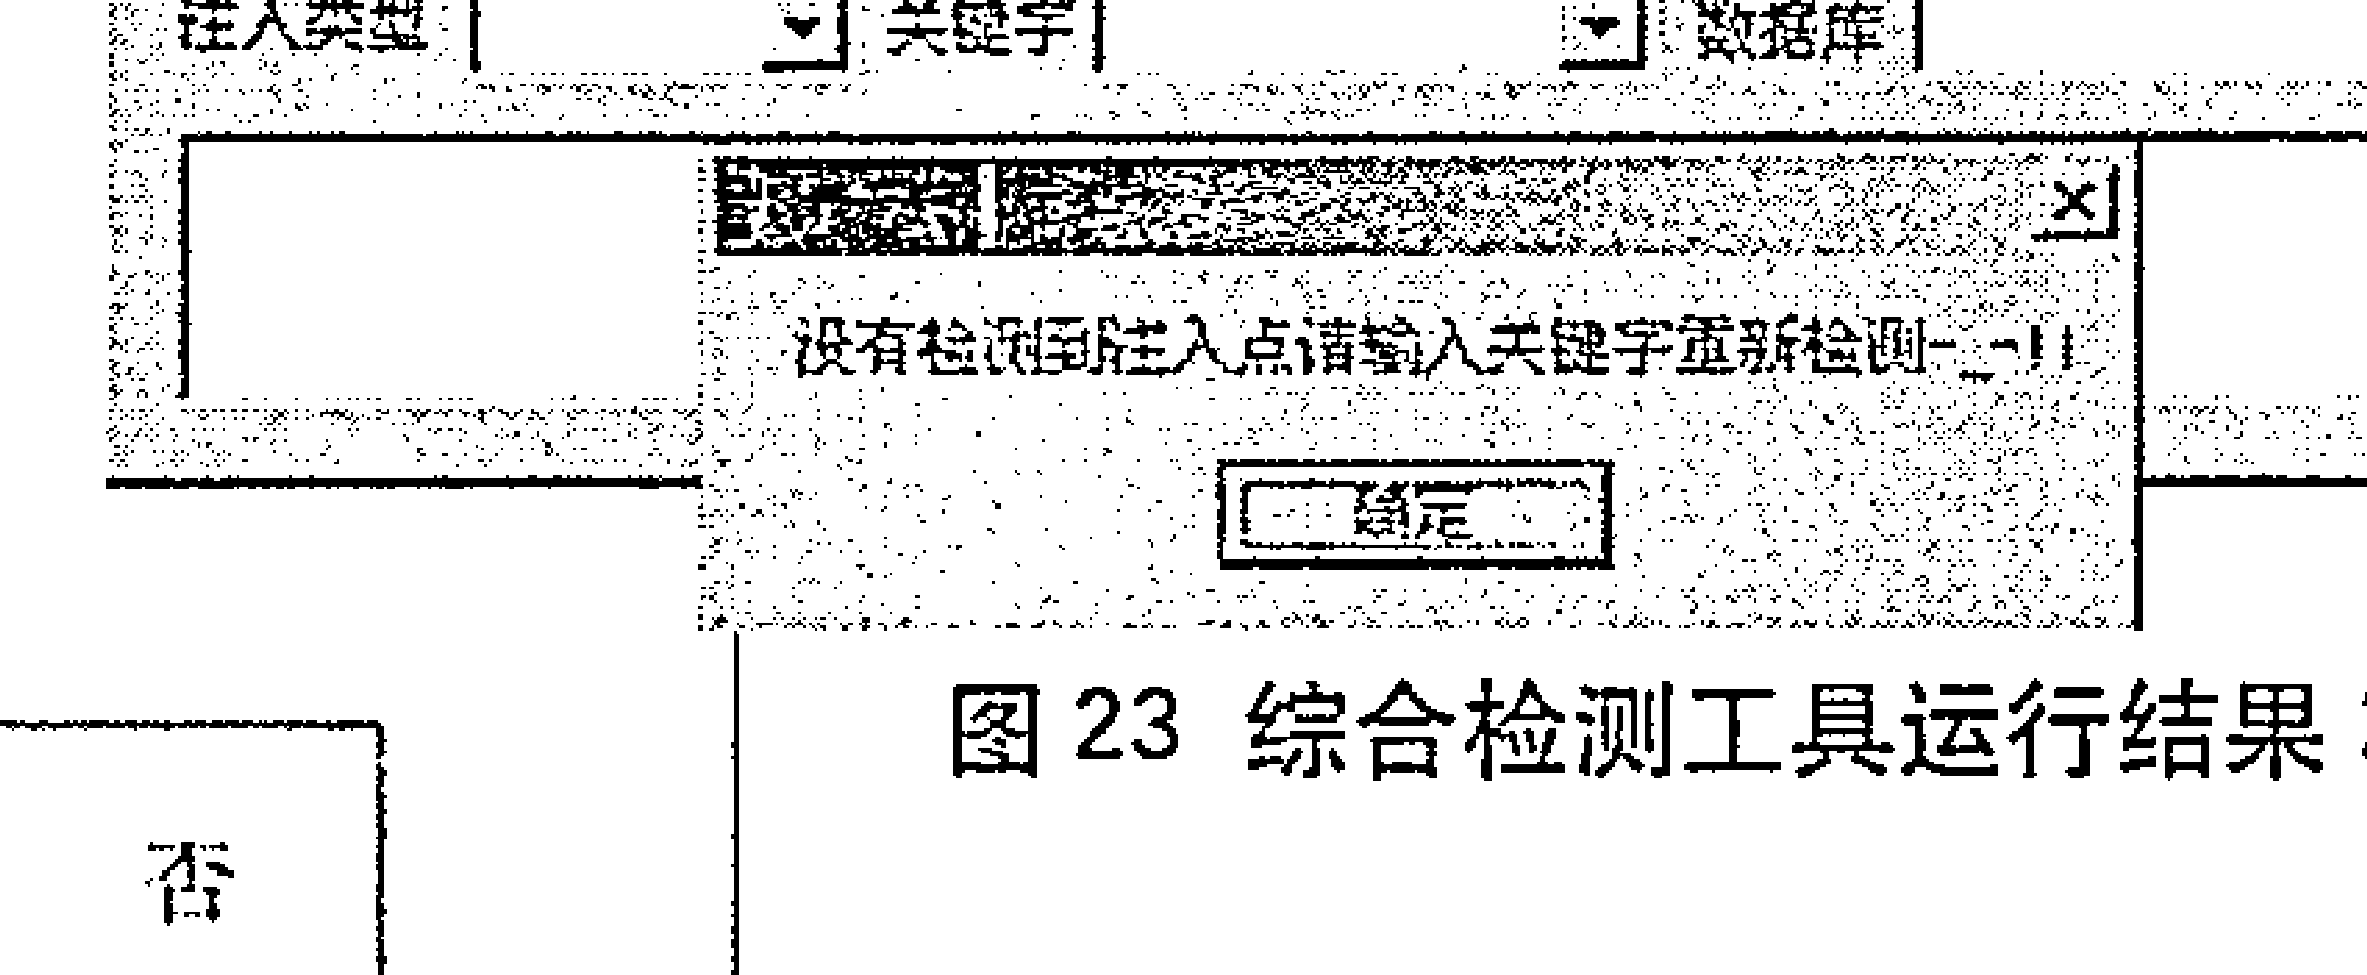 注入类型 关键字 数据库
没有检测到注入点请输入关键字重新检测-_-!!
确定
图 23 综合检测工具运行结果
否